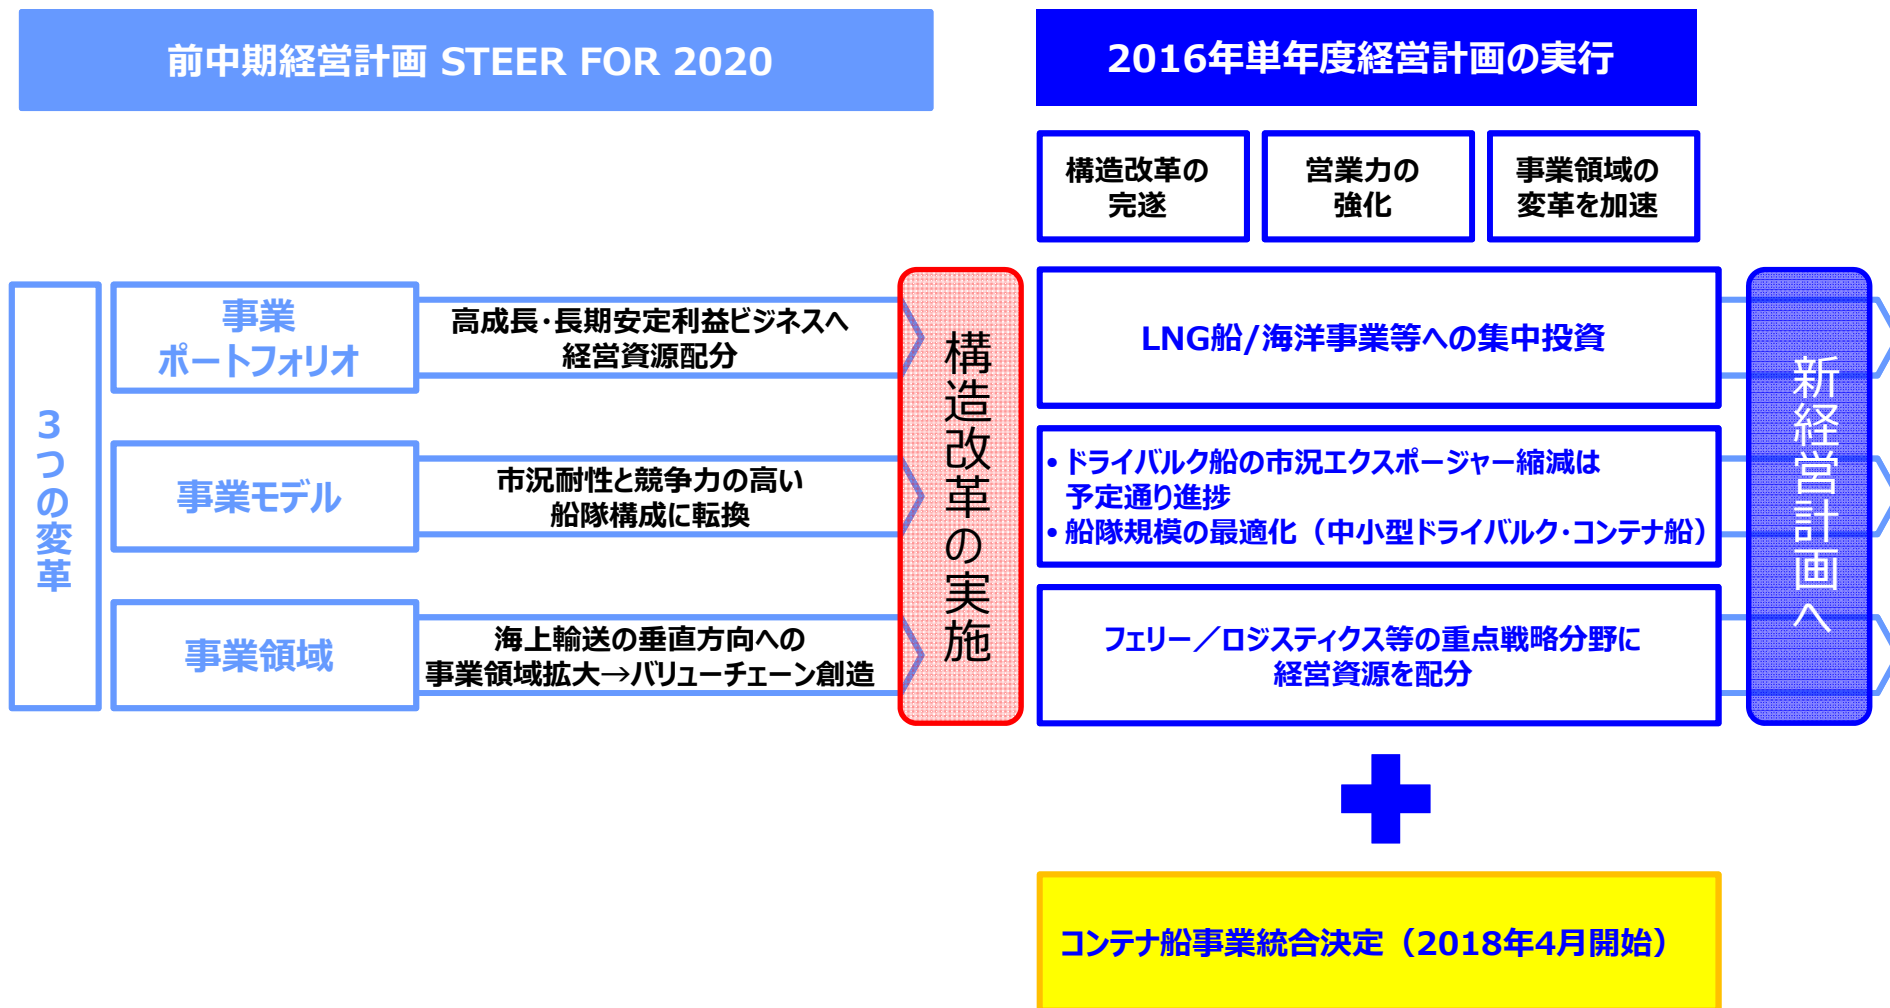 前中期経営計画 STEER FOR 2020
2016年単年度経営計画の実行
構造改革の
完遂
営業力の
強化
事業領域の
変革を加速
3つの変革
事業
ポートフォリオ
高成長・長期安定利益ビジネスへ
経営資源配分
事業モデル
市況耐性と競争力の高い
船隊構成に転換
事業領域
海上輸送の垂直方向への
事業領域拡大→バリューチェーン創造
構造改革の実施
LNG船/海洋事業等への集中投資
• ドライバルク船の市況エクスポージャー縮減は
予定通り進捗
• 船隊規模の最適化（中小型ドライバルク・コンテナ船）
フェリー／ロジスティクス等の重点戦略分野に
経営資源を配分
新経営計画へ
コンテナ船事業統合決定（2018年4月開始）